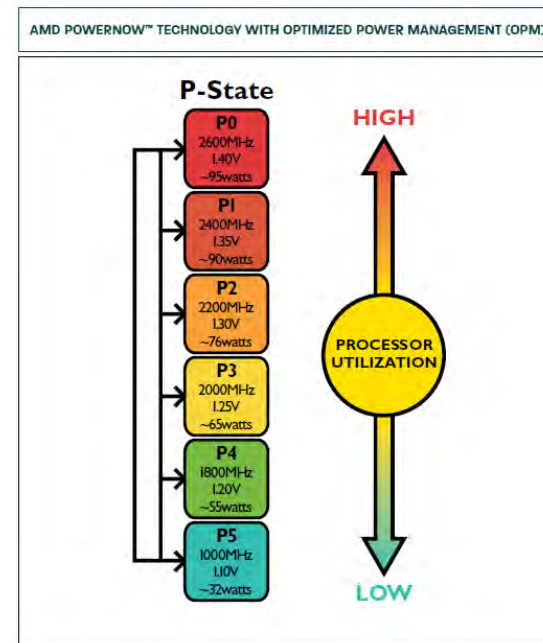 AMD POWERNOW™ TECHNOLOGY WITH OPTIMIZED POWER MANAGEMENT (OPM)
P-State
P0
2600MHz
1.40V
~95watts
P1
2400MHz
1.35V
~90watts
P2
2200MHz
1.30V
~76watts
P3
2000MHz
1.25V
~65watts
P4
1800MHz
1.20V
~55watts
P5
1000MHz
1.10V
~32watts
HIGH
PROCESSOR
UTILIZATION
LOW